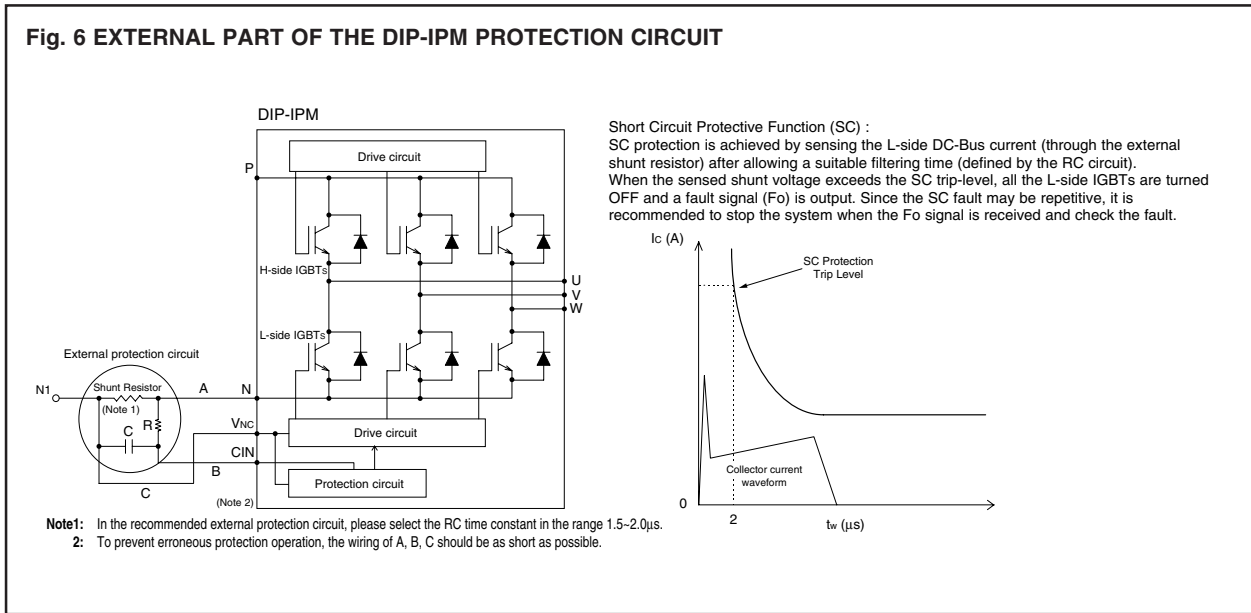 Fig. 6 EXTERNAL PART OF THE DIP-IPM PROTECTION CIRCUIT
DIP-IPM
Drive circuit
P
H-side IGBTs
U
V
W
L-side IGBTs
External protection circuit
N1
Shunt Resistor
(Note 1)
A
N
R
C
VNC
Drive circuit
CIN
B
C
Protection circuit
(Note 2)
Short Circuit Protective Function (SC) :
SC protection is achieved by sensing the L-side DC-Bus current (through the external
shunt resistor) after allowing a suitable filtering time (defined by the RC circuit).
When the sensed shunt voltage exceeds the SC trip-level, all the L-side IGBTs are turned
OFF and a fault signal (Fo) is output. Since the SC fault may be repetitive, it is
recommended to stop the system when the Fo signal is received and check the fault.
IC (A)
SC Protection
Trip Level
Collector current
waveform
0
2
tw (μs)
Note1: In the recommended external protection circuit, please select the RC time constant in the range 1.5~2.0μs.
2: To prevent erroneous protection operation, the wiring of A, B, C should be as short as possible.